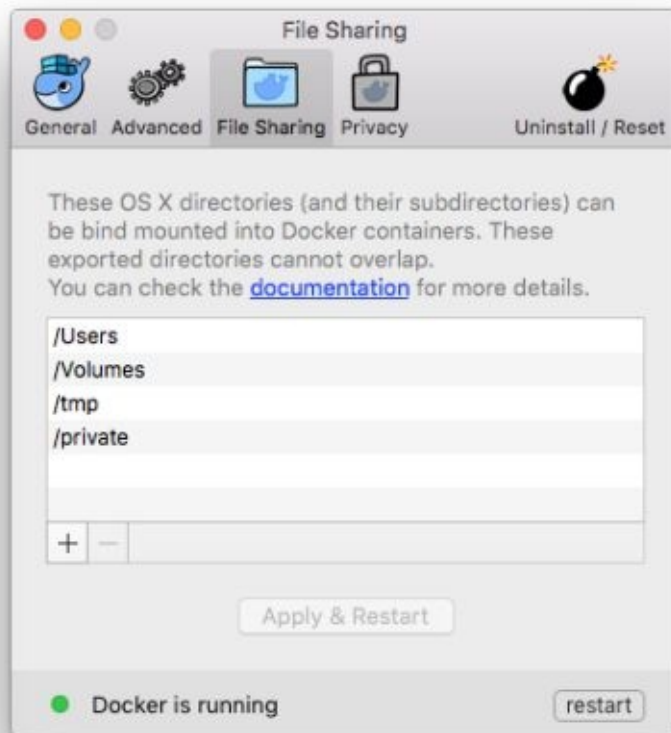 File Sharing
General Advanced File Sharing Privacy Uninstall / Reset
These OS X directories (and their subdirectories) can
be bind mounted into Docker containers. These
exported directories cannot overlap.
You can check the documentation for more details.
/Users
/Volumes
/tmp
/private
+ −
Apply & Restart
Docker is running restart